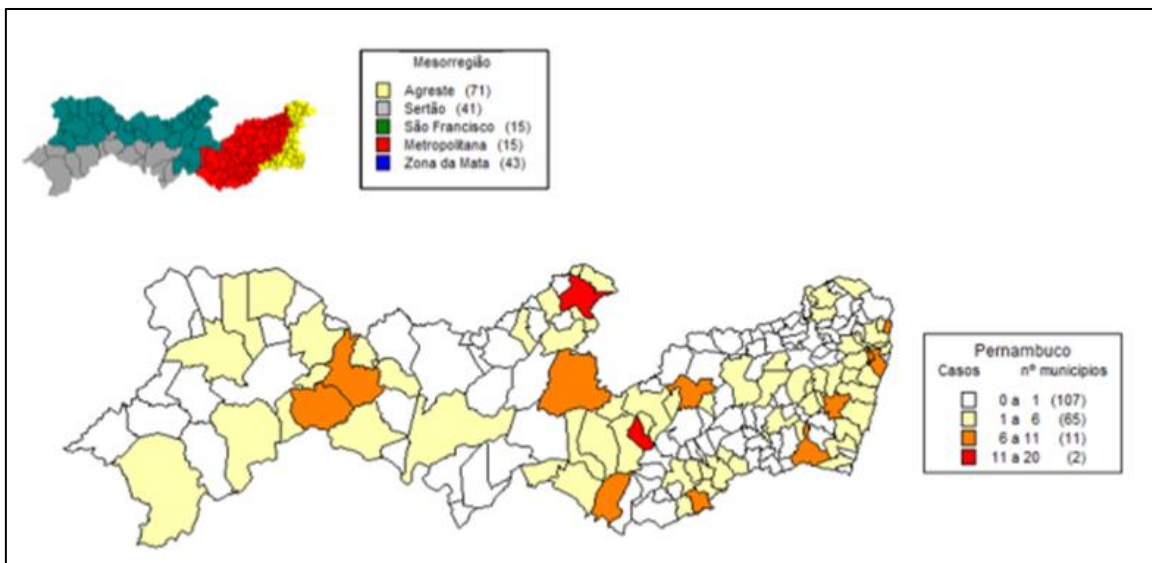 Mesorregião
Agreste (71)
Sertão (41)
São Francisco (15)
Metropolitana (15)
Zona da Mata (43)
Pernambuco
Casos nº municípios
0 a 1 (107)
1 a 6 (65)
6 a 11 (11)
11 a 20 (2)